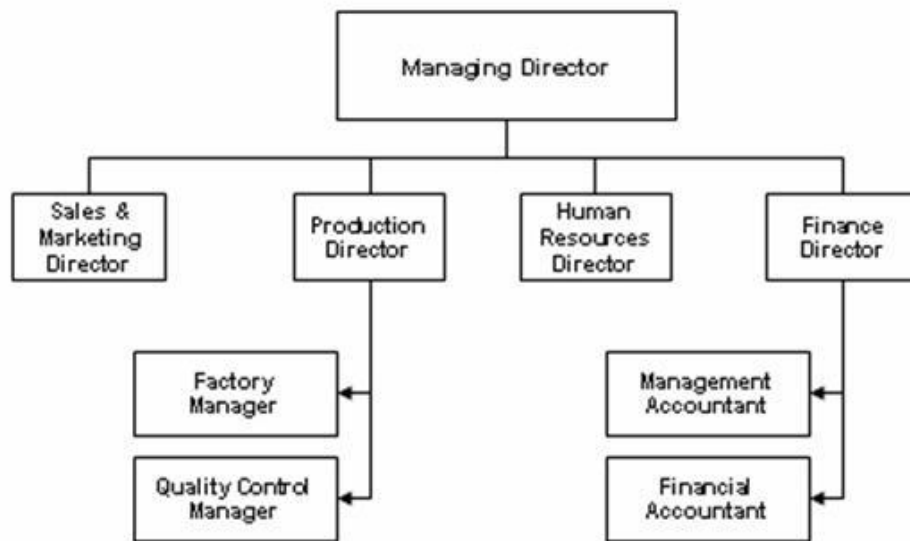 Managing Director
Sales &
Marketing
Director
Production
Director
Human
Resources
Director
Finance
Director
Factory
Manager
Management
Accountant
Quality Control
Manager
Financial
Accountant